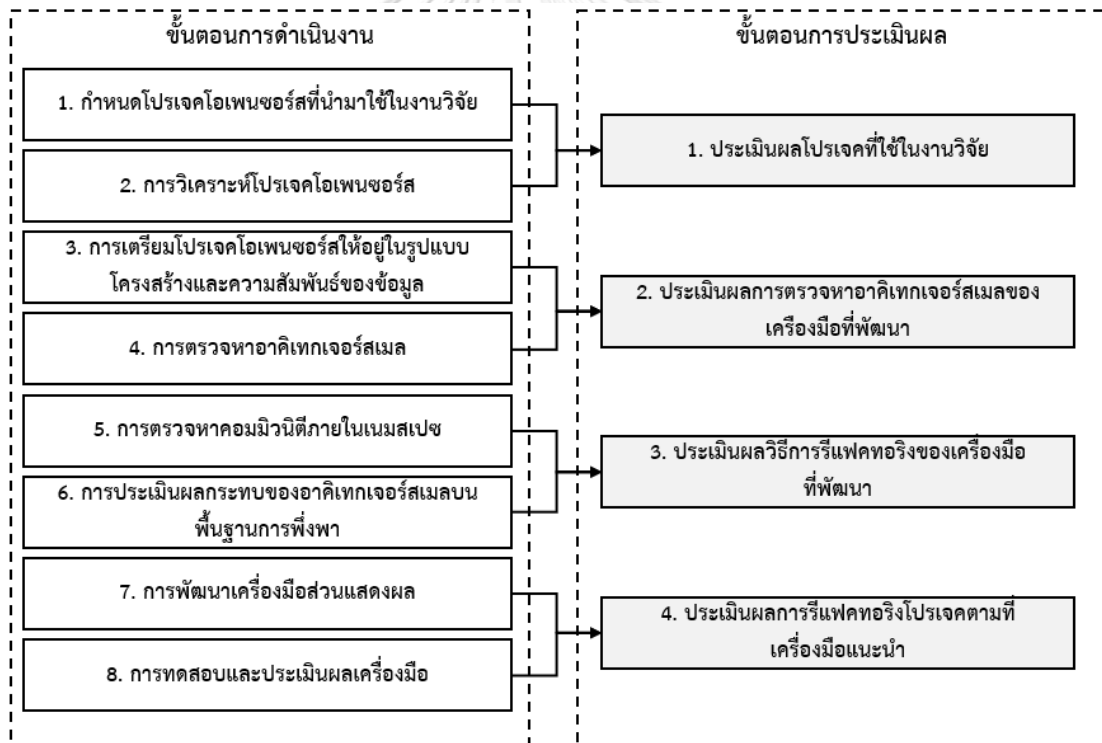 ขั้นตอนการดำเนินงาน
1. กำหนดโปรเจคโอเพนซอร์สที่นำมาใช้ในงานวิจัย
2. การวิเคราะห์โปรเจคโอเพนซอร์ส
3. การเตรียมโปรเจคโอเพนซอร์สให้อยู่ในรูปแบบ
โครงสร้างและความสัมพันธ์ของข้อมูล
4. การตรวจหาอาคิเทกเจอร์สเมล
5. การตรวจหาคอมมิวนิตีภายในเนมสเปซ
6. การประเมินผลกระทบของอาคิเทกเจอร์สเมลบน
พื้นฐานการพึ่งพา
7. การพัฒนาเครื่องมือส่วนแสดงผล
8. การทดสอบและประเมินผลเครื่องมือ
ขั้นตอนการประเมินผล
1. ประเมินผลโปรเจคที่ใช้ในงานวิจัย
2. ประเมินผลการตรวจหาอาคิเทกเจอร์สเมลของ
เครื่องมือที่พัฒนา
3. ประเมินผลวิธีการรีแฟคทอริงของเครื่องมือ
ที่พัฒนา
4. ประเมินผลการรีแฟคทอริงโปรเจคตามที่
เครื่องมือแนะนำ